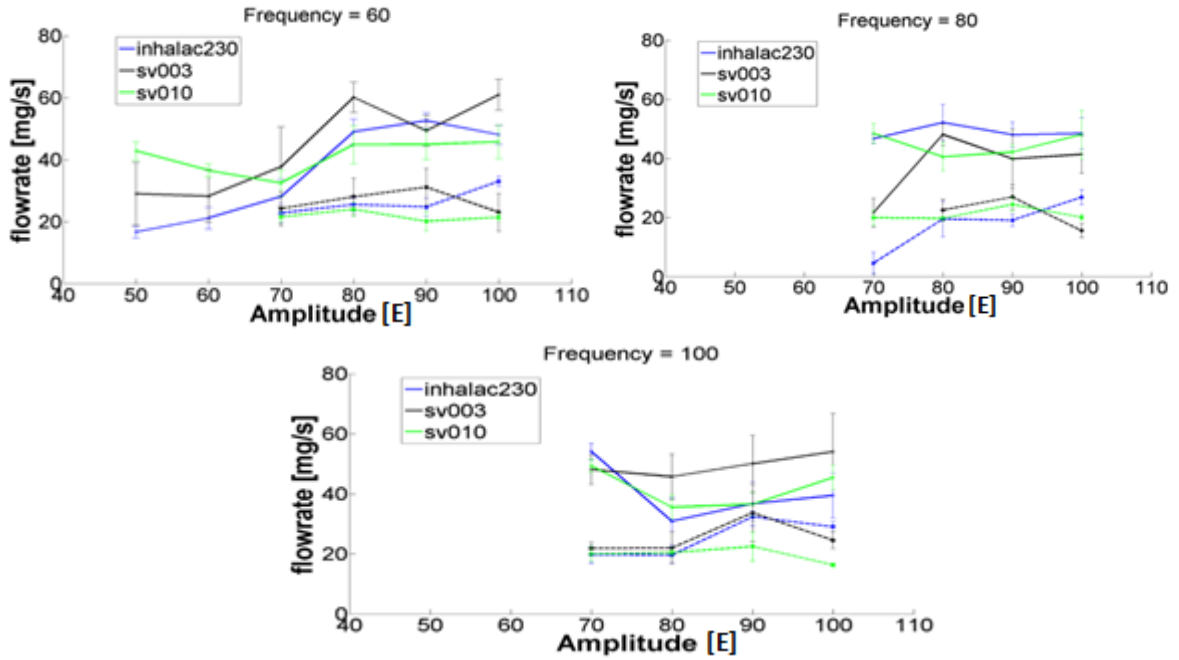 Frequency = 60
80
60
40
20
0
flowrate [mg/s]
inhalac230
sv003
sv010
40 50 60 70 80 90 100 110
Amplitude [E]
Frequency = 80
80
60
40
20
0
flowrate [mg/s]
inhalac230
sv003
sv010
40 50 60 70 80 90 100 110
Amplitude [E]
Frequency = 100
80
60
40
20
0
flowrate [mg/s]
inhalac230
sv003
sv010
40 50 60 70 80 90 100 110
Amplitude [E]